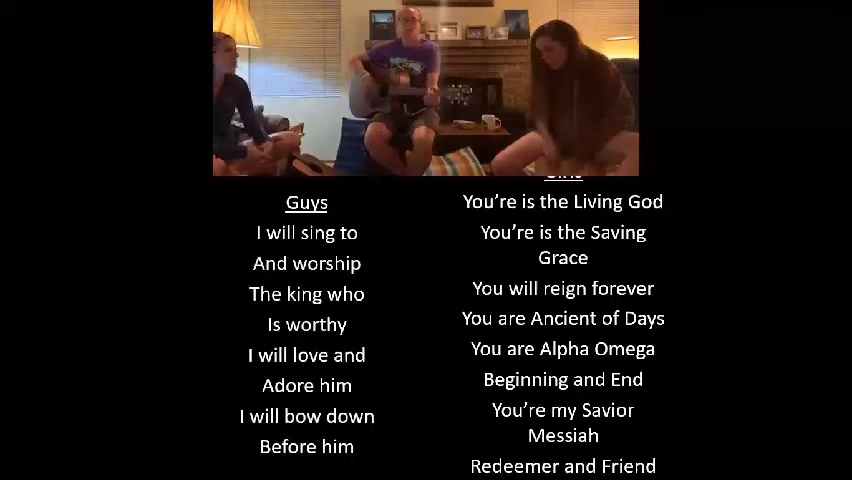 Guys
I will sing to
And worship
The king who
Is worthy
I will love and
Adore him
I will bow down
Before him
You’re is the Living God
You’re is the Saving
Grace
You will reign forever
You are Ancient of Days
You are Alpha Omega
Beginning and End
You’re my Savior
Messiah
Redeemer and Friend